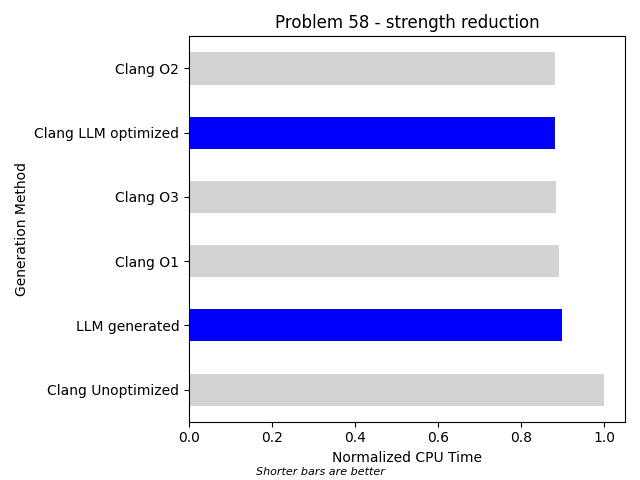 Problem 58 - strength reduction
Generation Method
Clang O2
Clang LLM optimized
Clang O3
Clang O1
LLM generated
Clang Unoptimized
0.0 0.2 0.4 0.6 0.8 1.0
Normalized CPU Time
Shorter bars are better